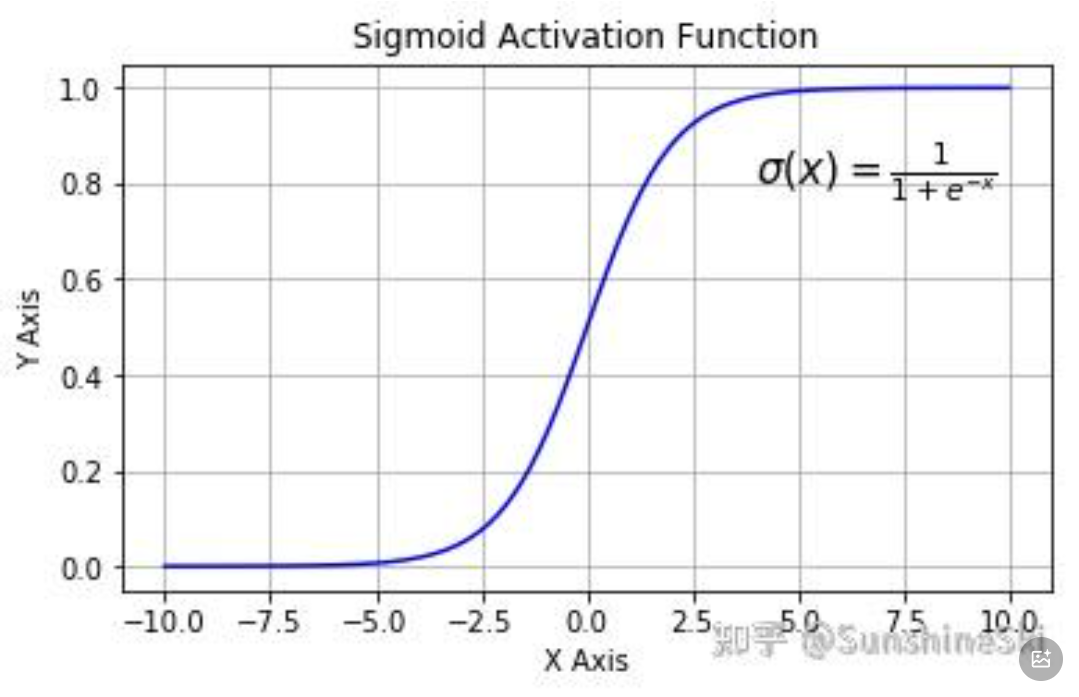 Sigmoid Activation Function
1.0
σ(x) = 1/(1 + e^{-x})
0.8
0.6
Y Axis
0.4
0.2
0.0
−10.0 −7.5 −5.0 −2.5 0.0 2.5 5.0 7.5 10.0
X Axis
知乎